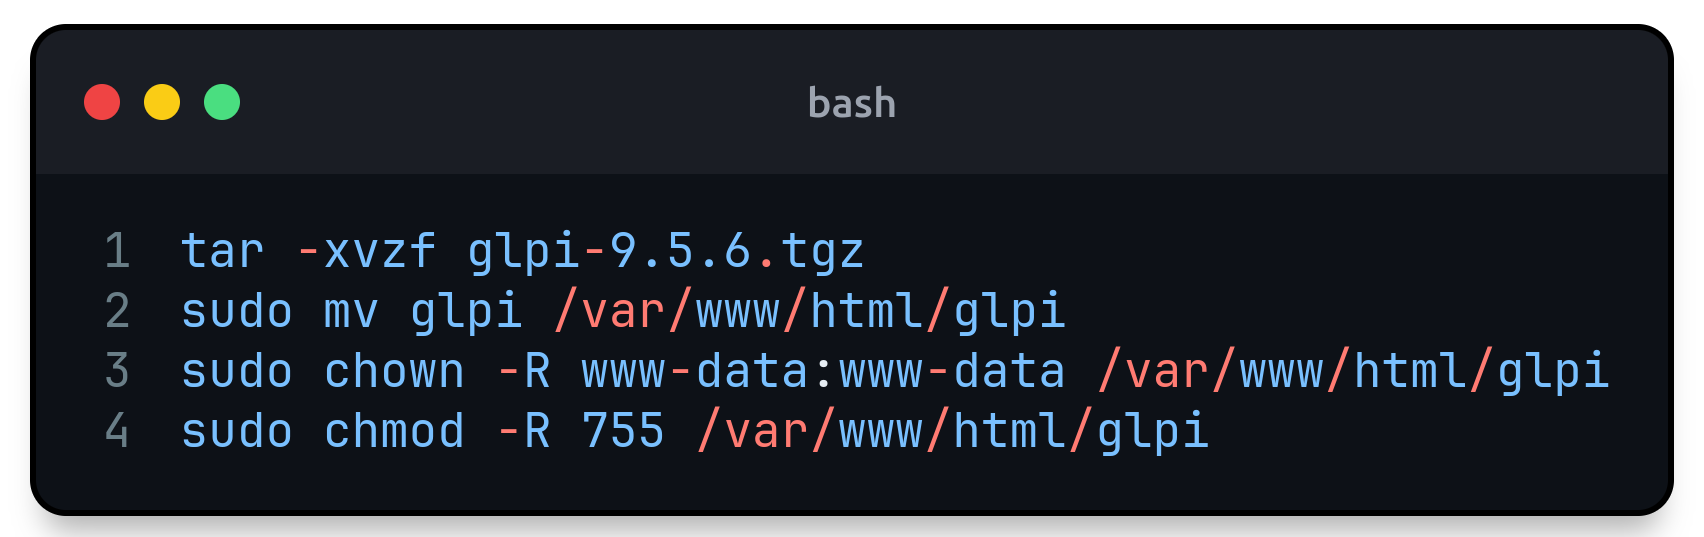 bash
1 tar -xvzf glpi-9.5.6.tgz
2 sudo mv glpi /var/www/html/glpi
3 sudo chown -R www-data:www-data /var/www/html/glpi
4 sudo chmod -R 755 /var/www/html/glpi